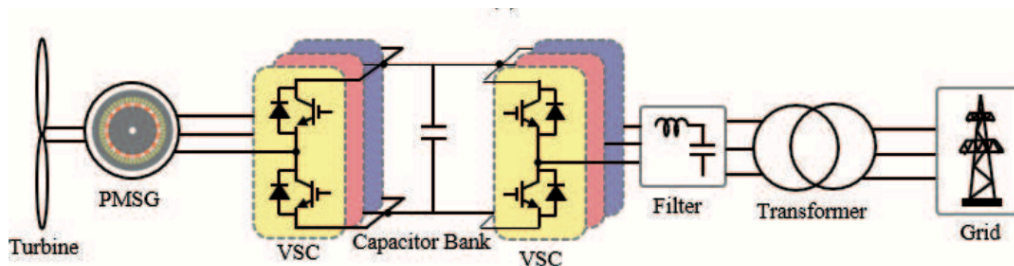 PMSG
Turbine
VSC
Capacitor Bank
VSC
Filter
Transformer
Grid